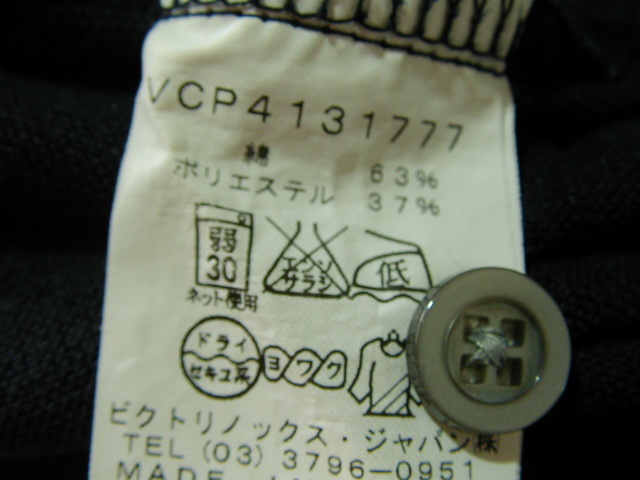 VCP4131777
綿 63%
ポリエステル 37%
弱
30
ネット使用
エンソ
サラシ
低
ドライ
セキユ系
ヨワク
ビクトリノックス・ジャパン㈱
TEL (03) 3796-0951
MADE